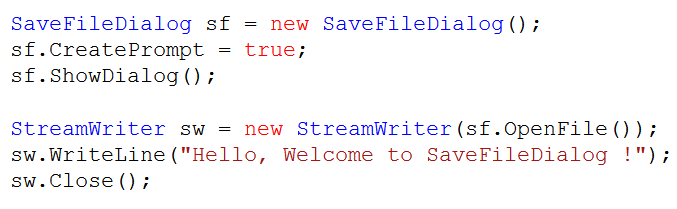 SaveFileDialog sf = new SaveFileDialog();
sf.CreatePrompt = true;
sf.ShowDialog();

StreamWriter sw = new StreamWriter(sf.OpenFile());
sw.WriteLine("Hello, Welcome to SaveFileDialog !");
sw.Close();